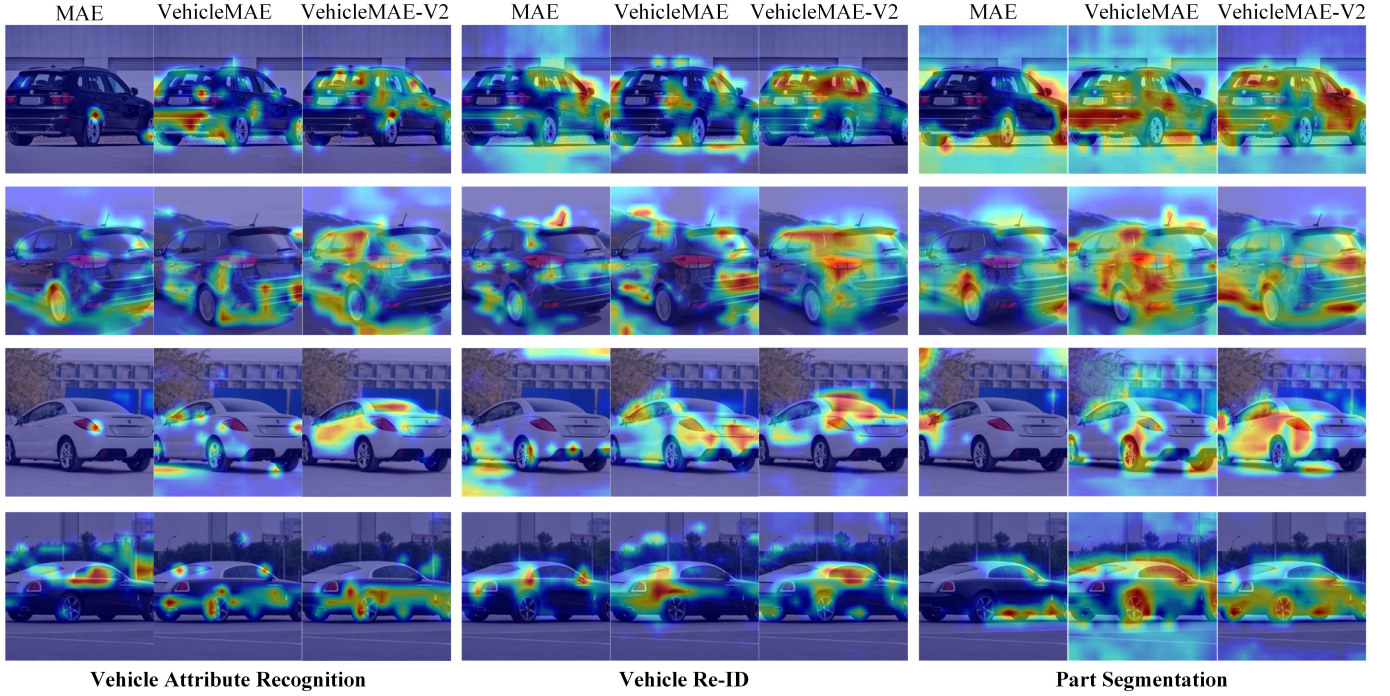 MAE VehicleMAE VehicleMAE-V2 MAE VehicleMAE VehicleMAE-V2 MAE VehicleMAE VehicleMAE-V2
Vehicle Attribute Recognition Vehicle Re-ID Part Segmentation